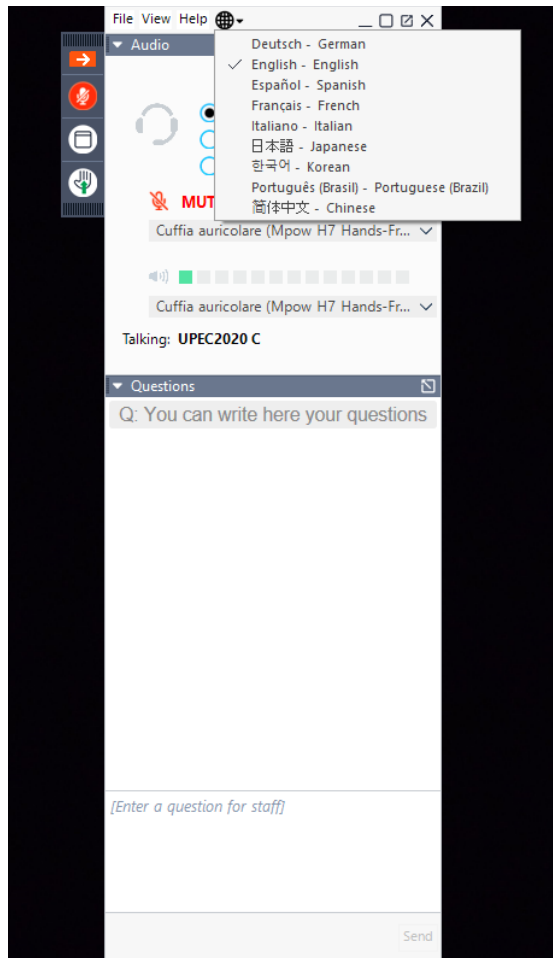 File View Help
Audio
Deutsch - German
English - English
Español - Spanish
Français - French
Italiano - Italian
日本語 - Japanese
한국어 - Korean
Português (Brasil) - Portuguese (Brazil)
简体中文 - Chinese
MUT
Cuffia auricolare (Mpow H7 Hands-Fr...
Cuffia auricolare (Mpow H7 Hands-Fr...
Talking: UPEC2020 C
Questions
Q: You can write here your questions
[Enter a question for staff]
Send